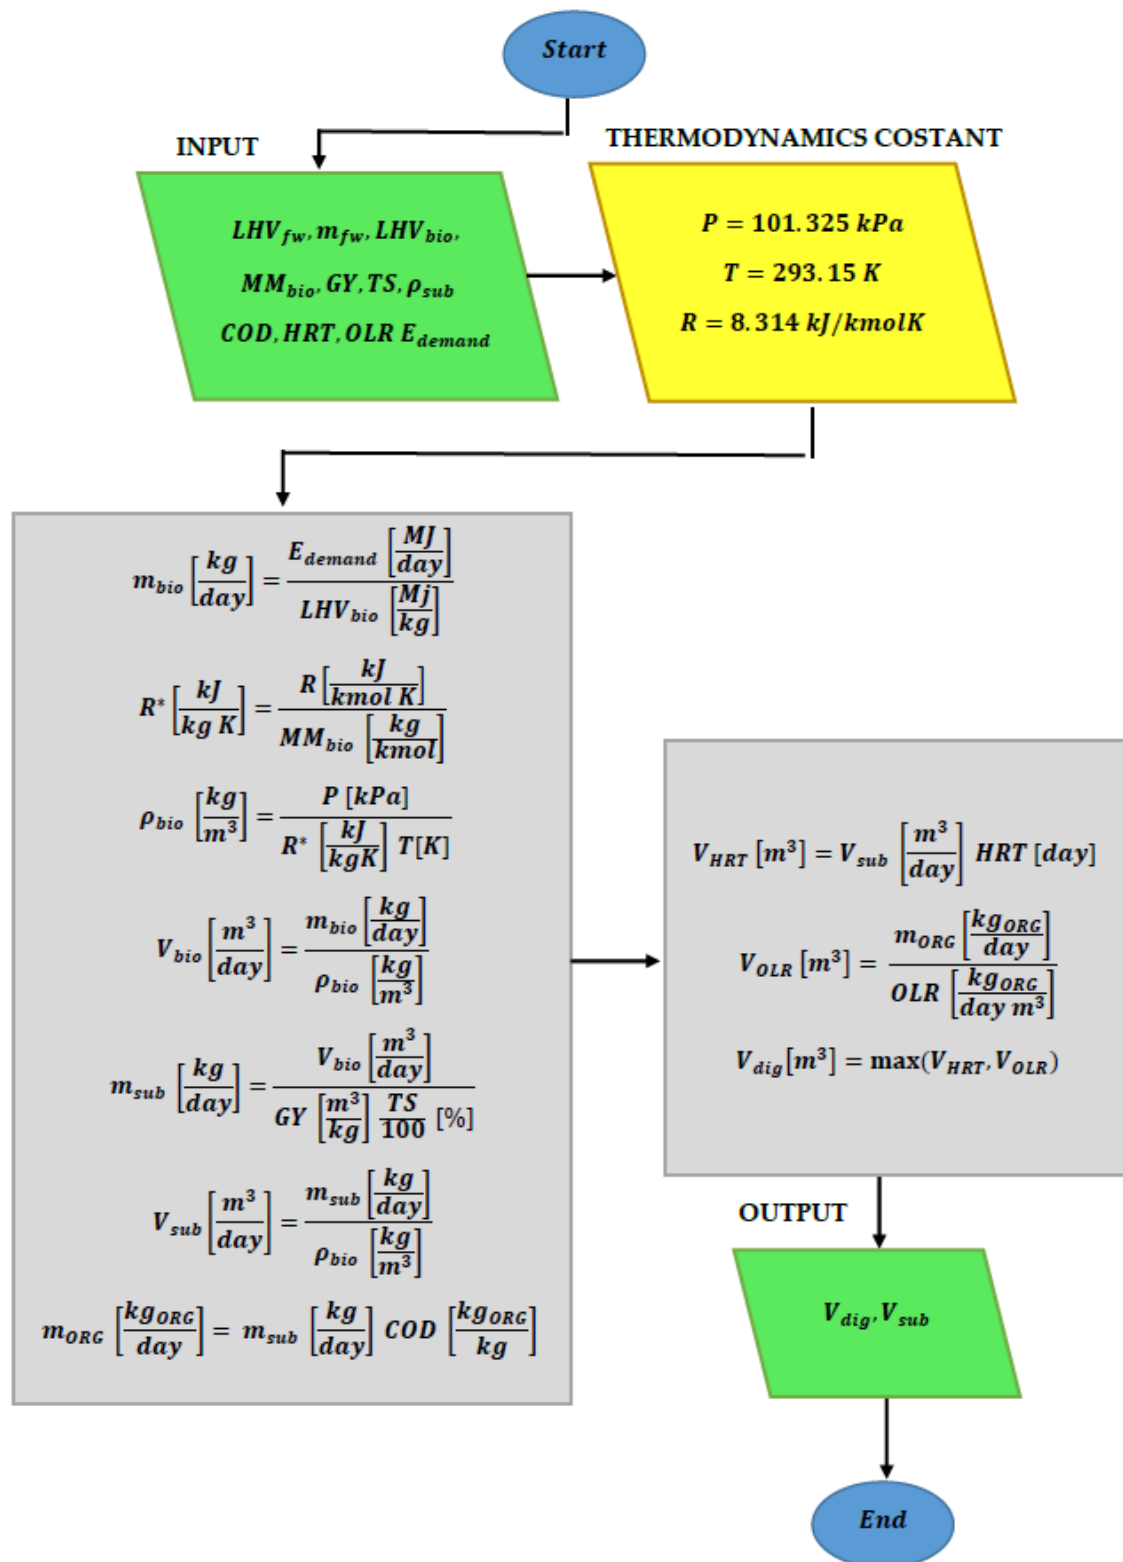 Start
INPUT
LHV_fw, m_fw, LHV_bio,
MM_bio, GY, TS, ρ_sub
COD, HRT, OLR E_demand
THERMODYNAMICS COSTANT
P = 101.325 kPa
T = 293.15 K
R = 8.314 kJ/kmolK
m_bio [kg/day] = E_demand [MJ/day] / LHV_bio [Mj/kg]
R* [kJ/kg K] = R [kJ/kmol K] / MM_bio [kg/kmol]
ρ_bio [kg/m³] = P [kPa] / R* [kJ/kgK] T[K]
V_bio [m³/day] = m_bio [kg/day] / ρ_bio [kg/m³]
m_sub [kg/day] = V_bio [m³/day] / GY [m³/kg] TS/100 [%]
V_sub [m³/day] = m_sub [kg/day] / ρ_bio [kg/m³]
m_ORG [kg_ORG/day] = m_sub [kg/day] COD [kg_ORG/kg]
V_HRT [m³] = V_sub [m³/day] HRT [day]
V_OLR [m³] = m_ORG [kg_ORG/day] / OLR [kg_ORG/day m³]
V_dig[m³] = max(V_HRT, V_OLR)
OUTPUT
V_dig, V_sub
End